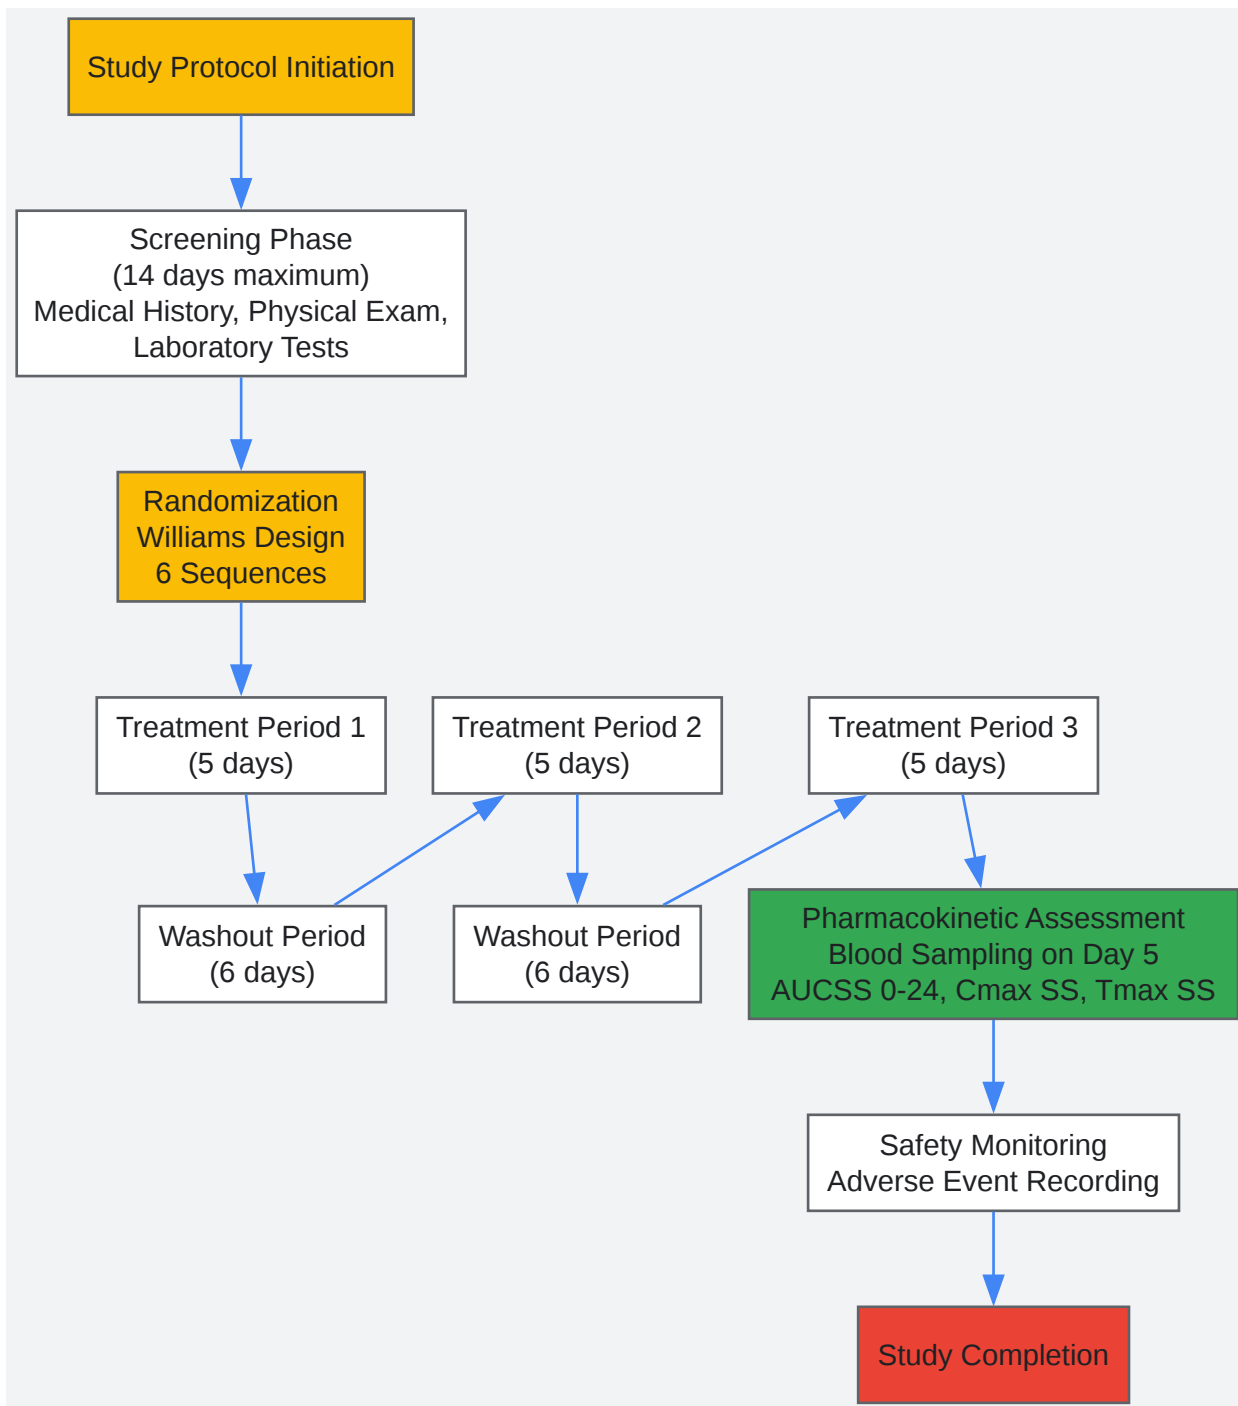 Study Protocol Initiation
Screening Phase
(14 days maximum)
Medical History, Physical Exam,
Laboratory Tests
Randomization
Williams Design
6 Sequences
Treatment Period 1
(5 days)
Washout Period
(6 days)
Treatment Period 2
(5 days)
Washout Period
(6 days)
Treatment Period 3
(5 days)
Pharmacokinetic Assessment
Blood Sampling on Day 5
AUCSS 0-24, Cmax SS, Tmax SS
Safety Monitoring
Adverse Event Recording
Study Completion